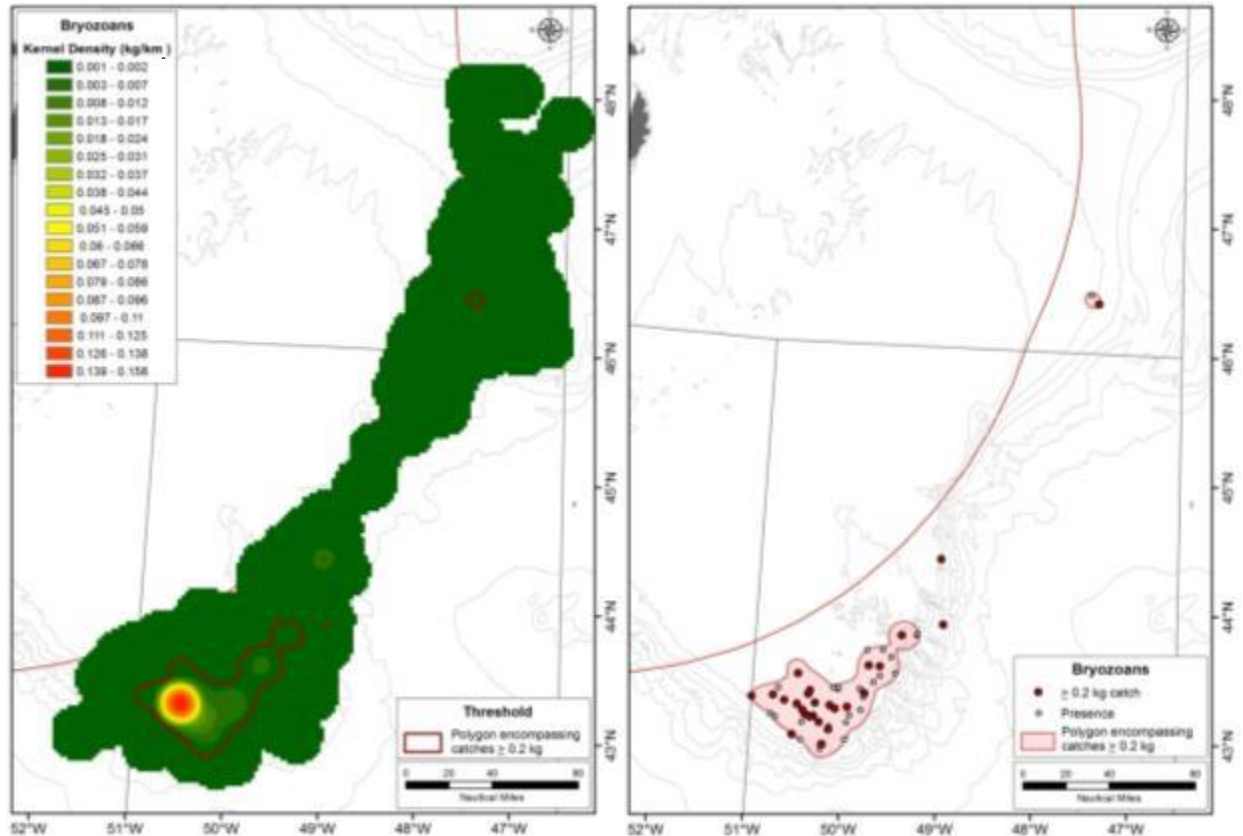 Bryozoans
Kernel Density (kg/km²)
0.001 - 0.002
0.003 - 0.007
0.008 - 0.012
0.013 - 0.017
0.018 - 0.024
0.025 - 0.031
0.032 - 0.037
0.038 - 0.044
0.045 - 0.05
0.051 - 0.059
0.06 - 0.066
0.067 - 0.078
0.079 - 0.086
0.087 - 0.096
0.097 - 0.11
0.111 - 0.125
0.126 - 0.138
0.139 - 0.156
48°N
47°N
46°N
45°N
44°N
43°N
Threshold
Polygon encompassing
catches ≥ 0.2 kg
0 20 40 80
Nautical Miles
52°W 51°W 50°W 49°W 48°W 47°W
48°N
47°N
46°N
45°N
44°N
43°N
Bryozoans
≥ 0.2 kg catch
Presence
Polygon encompassing
catches ≥ 0.2 kg
0 20 40 80
Nautical Miles
52°W 51°W 50°W 49°W 48°W 47°W